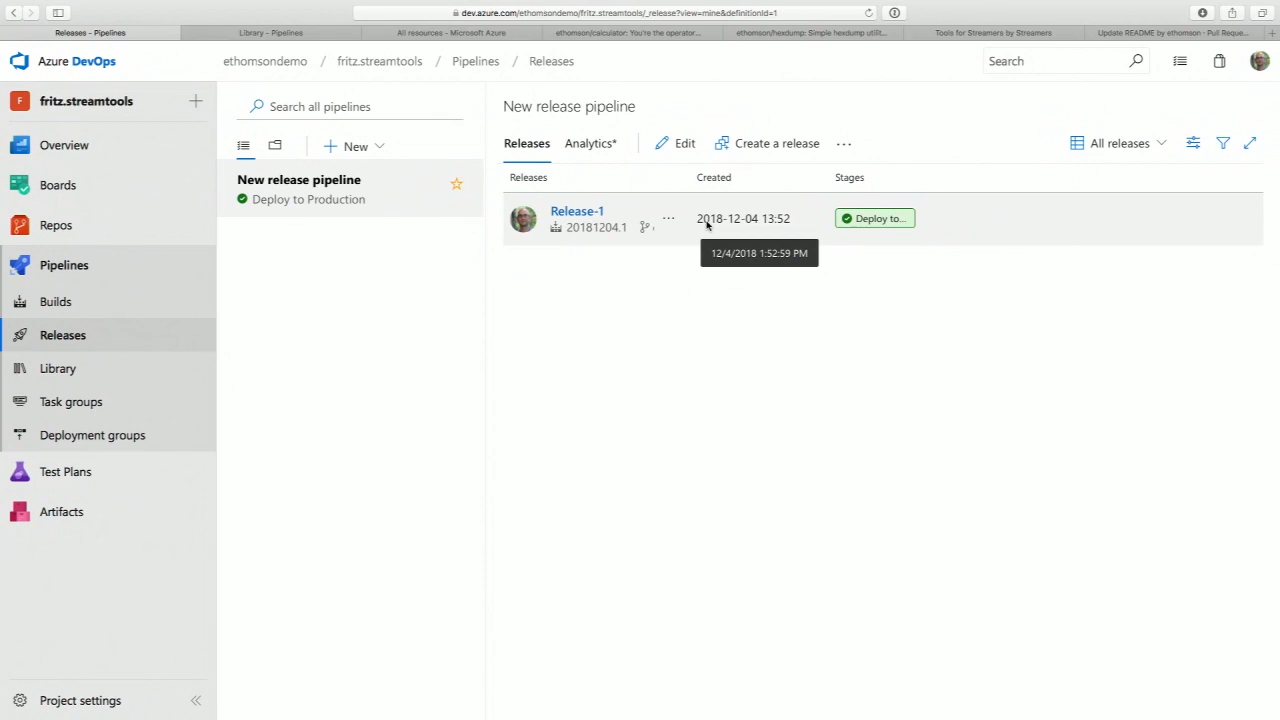 dev.azure.com/ethomsondemo/fritz.streamtools/_release?view=mine&definitionId=1
Releases - Pipelines
Library - Pipelines
All resources - Microsoft Azure
ethomson/calculator: You're the operator...
ethomson/hexdump: Simple hexdump utilit...
Tools for Streamers by Streamers
Update README by ethomson · Pull Reque...
Azure DevOps
ethomsondemo / fritz.streamtools / Pipelines / Releases
Search
F
fritz.streamtools
Overview
Boards
Repos
Pipelines
Builds
Releases
Library
Task groups
Deployment groups
Test Plans
Artifacts
Project settings
Search all pipelines
New
New release pipeline
Deploy to Production
New release pipeline
Releases Analytics* Edit Create a release ... All releases
Releases Created Stages
Release-1 ... 2018-12-04 13:52 Deploy to...
20181204.1
12/4/2018 1:52:59 PM